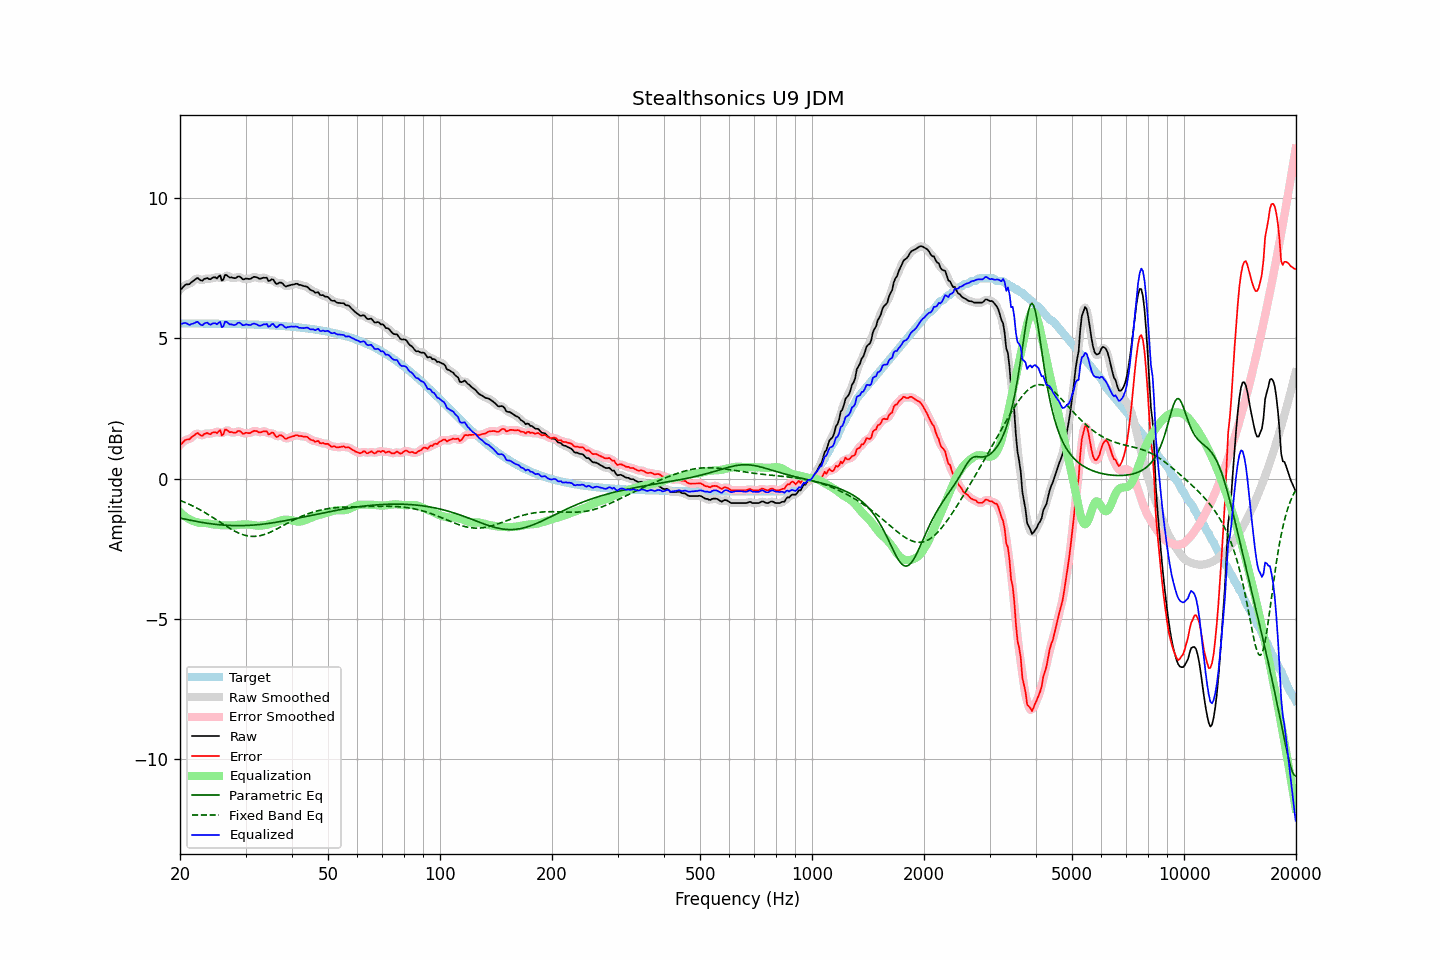 Stealthsonics U9 JDM
Amplitude (dBr)
10
5
0
−5
−10
Target
Raw Smoothed
Error Smoothed
Raw
Error
Equalization
Parametric Eq
Fixed Band Eq
Equalized
20 50 100 200 500 1000 2000 5000 10000 20000
Frequency (Hz)